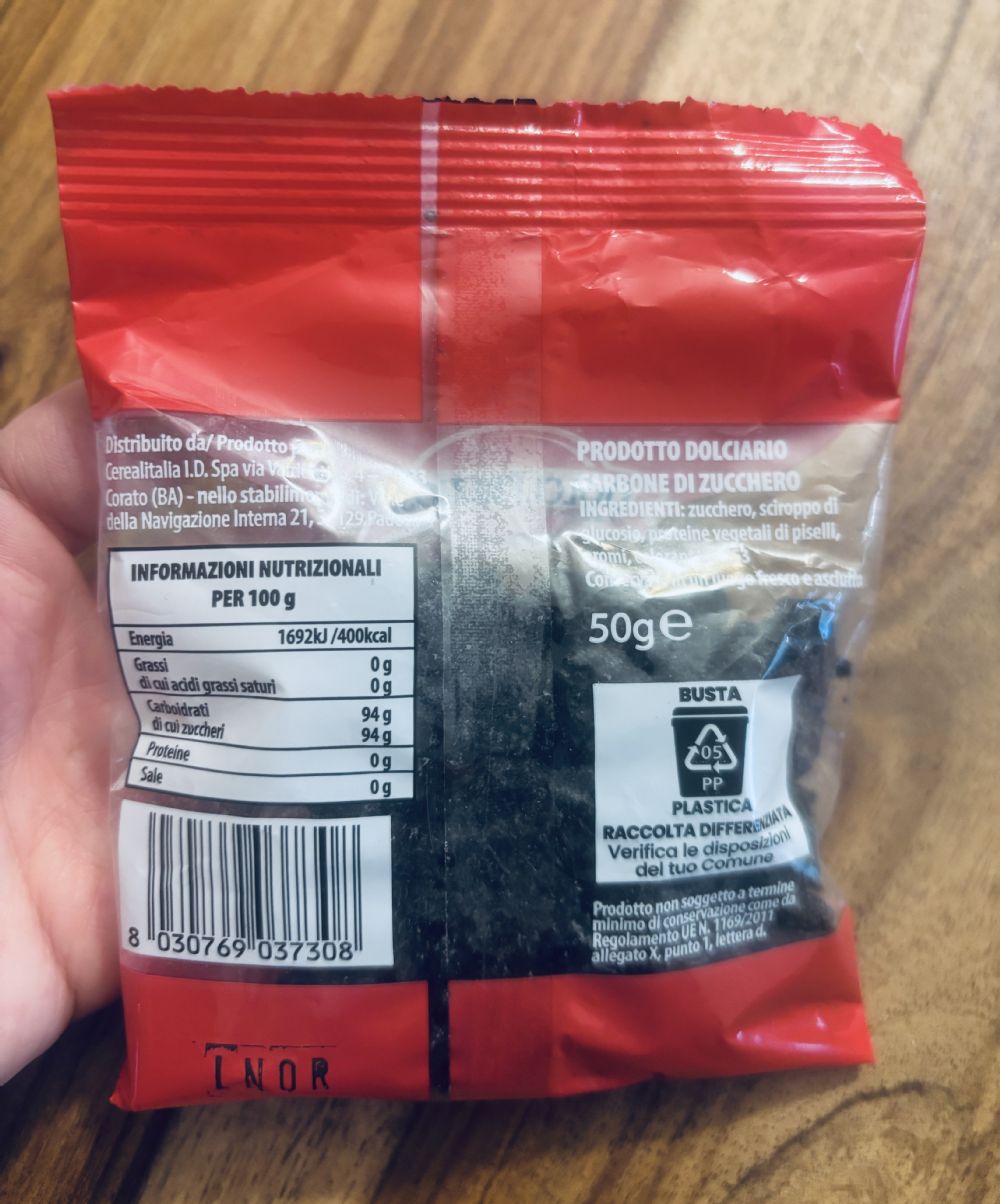 Distribuito da/ Prodotto
Cerealitalia I.D. Spa via
Corato (BA) - nello
della Navigazione Interna 21,
INFORMAZIONI NUTRIZIONALI
PER 100 g
Energia 1692kJ /400kcal
Grassi 0 g
di cui acidi grassi saturi 0 g
Carboidrati 94 g
di cui zuccheri 94 g
Proteine 0 g
Sale 0 g
8 030769 037308
LNOR
PRODOTTO DOLCIARIO
CARBONE DI ZUCCHERO
INGREDIENTI: zucchero, sciroppo di
glucosio, proteine vegetali di piselli,
in un luogo fresco e asciutto
50g e
BUSTA
05
PP
PLASTICA
RACCOLTA DIFFERENZIATA
Verifica le disposizioni
del tuo Comune
Prodotto non soggetto a termine
minimo di conservazione come da
Regolamento UE N. 1169/2011
allegato X, punto 1, lettera d.